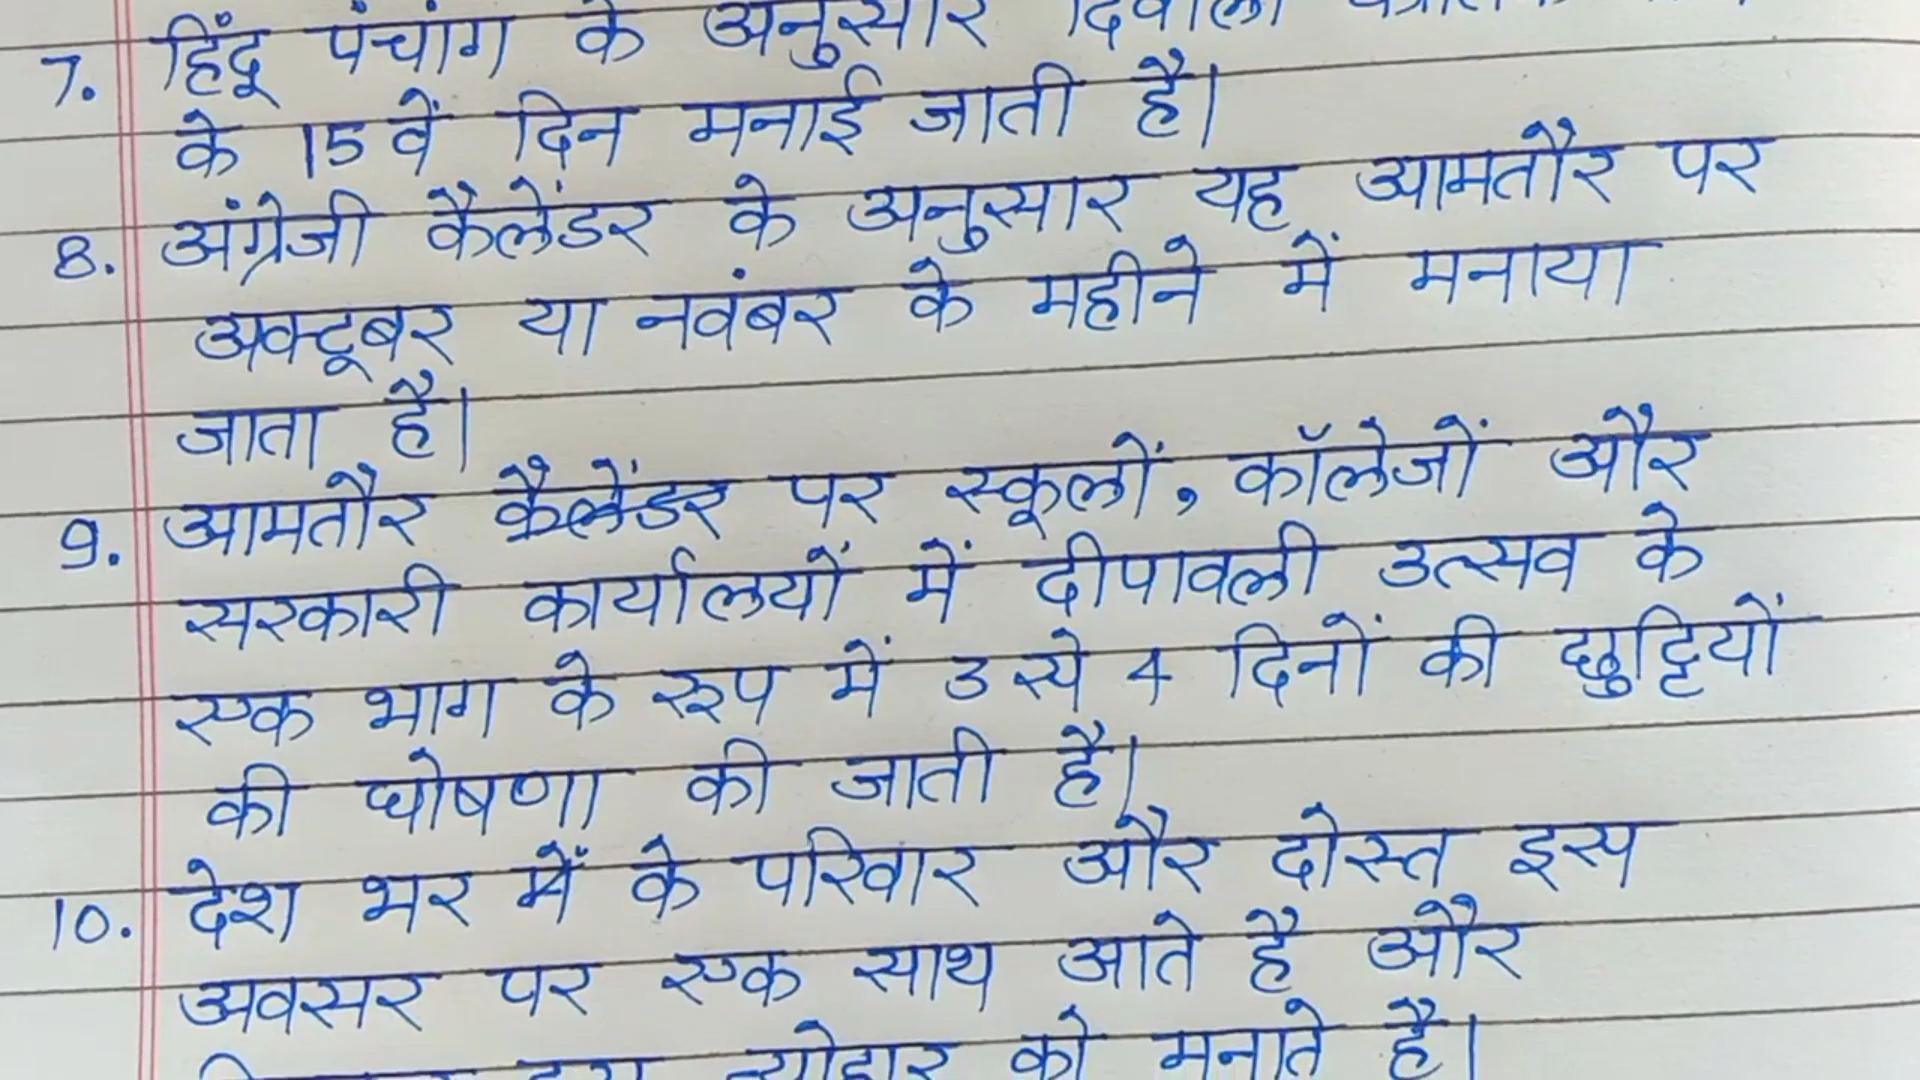 7. हिंदू पंचांग के अनुसार दिवाली
के 15 वें दिन मनाई जाती है।
8. अंग्रेजी कैलेंडर के अनुसार यह आमतौर पर
अक्टूबर या नवंबर के महीने में मनाया
जाता है।
9. आमतौर कैलेंडर पर स्कूलों, कॉलेजों और
सरकारी कार्यालयों में दीपावली उत्सव के
एक भाग के रूप में 3 से 4 दिनों की छुट्टियों
की घोषणा की जाती है।
10. देश भर में के परिवार और दोस्त इस
अवसर पर एक साथ आते है और
त्योहार को मनाते है।